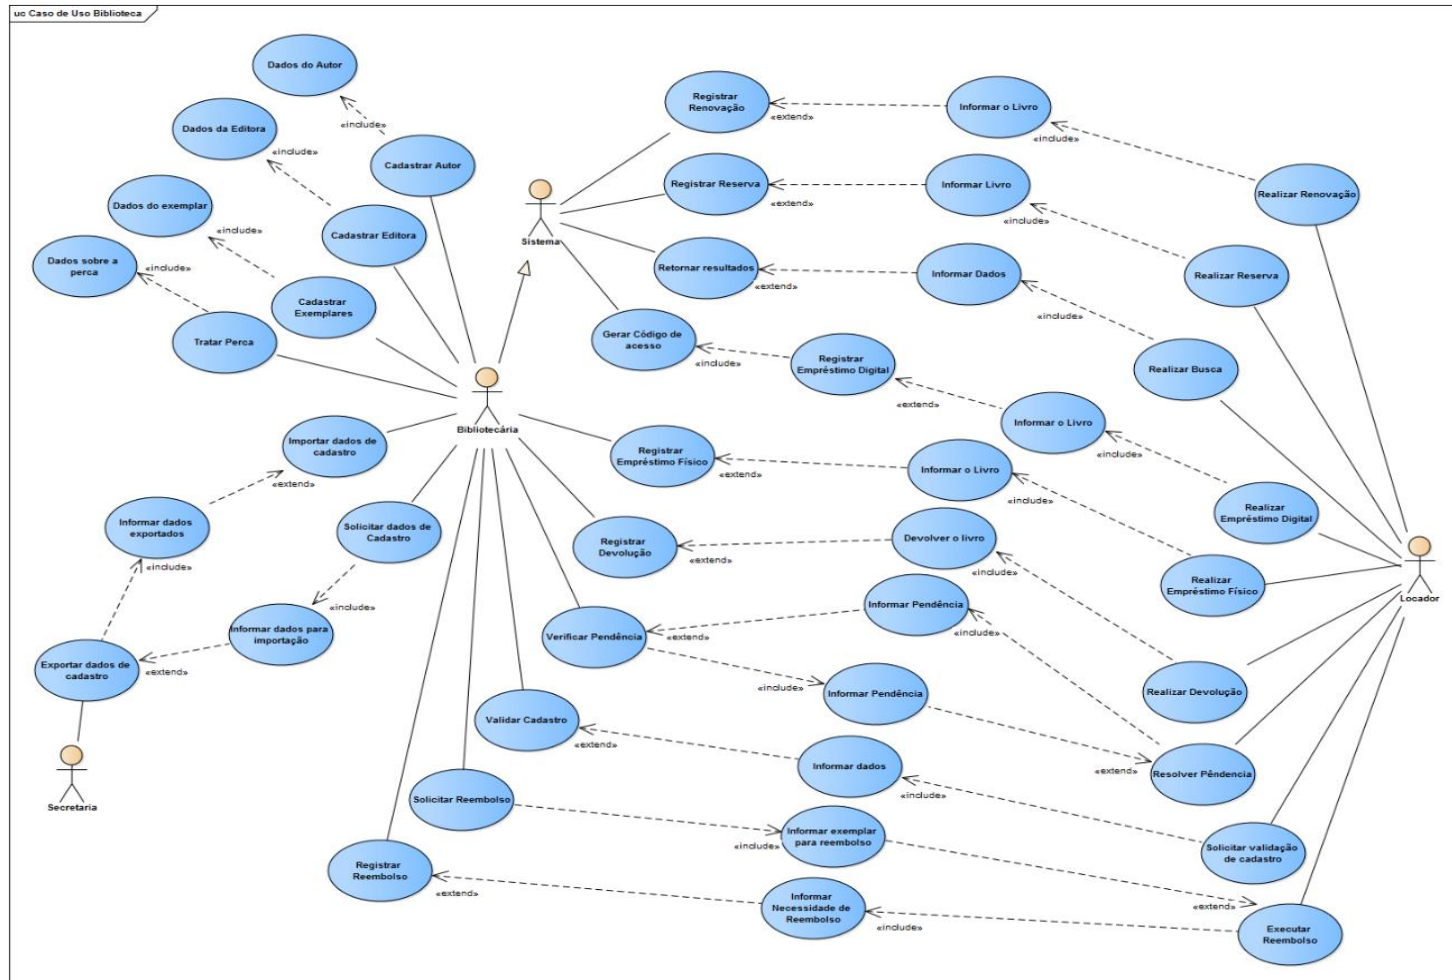 uc Caso de Uso Biblioteca
Dados do Autor
«include»
Dados da Editora
«include»
Cadastrar Autor
Dados do exemplar
«include»
Cadastrar Editora
Dados sobre a
perca
«include»
Cadastrar
Exemplares
Tratar Perca
Sistema
Registrar
Renovação
«extend»
Informar o Livro
«include»
Realizar Renovação
Registrar Reserva
«extend»
Informar Livro
«include»
Realizar Reserva
Retornar resultados
«extend»
Informar Dados
«include»
Realizar Busca
Gerar Código de
acesso
«include»
Registrar
Empréstimo Digital
«extend»
Informar o Livro
«include»
Realizar
Empréstimo Digital
Bibliotecária
Importar dados de
cadastro
«extend»
Informar dados
exportados
«include»
Solicitar dados de
Cadastro
«include»
Informar dados para
importação
«extend»
Exportar dados de
cadastro
Secretaria
Registrar
Empréstimo Físico
«extend»
Informar o Livro
«include»
Realizar
Empréstimo Físico
Locador
Registrar
Devolução
«extend»
Devolver o livro
«include»
Realizar Devolução
Verificar Pendência
«extend»
Informar Pendência
«include»
«include»
Informar Pendência
«extend»
Resolver Pêndencia
Validar Cadastro
«extend»
Informar dados
«include»
Solicitar validação
de cadastro
Solicitar Reembolso
«include»
Informar exemplar
para reembolso
«extend»
Registrar
Reembolso
«extend»
Informar
Necessidade de
Reembolso
«include»
Executar
Reembolso